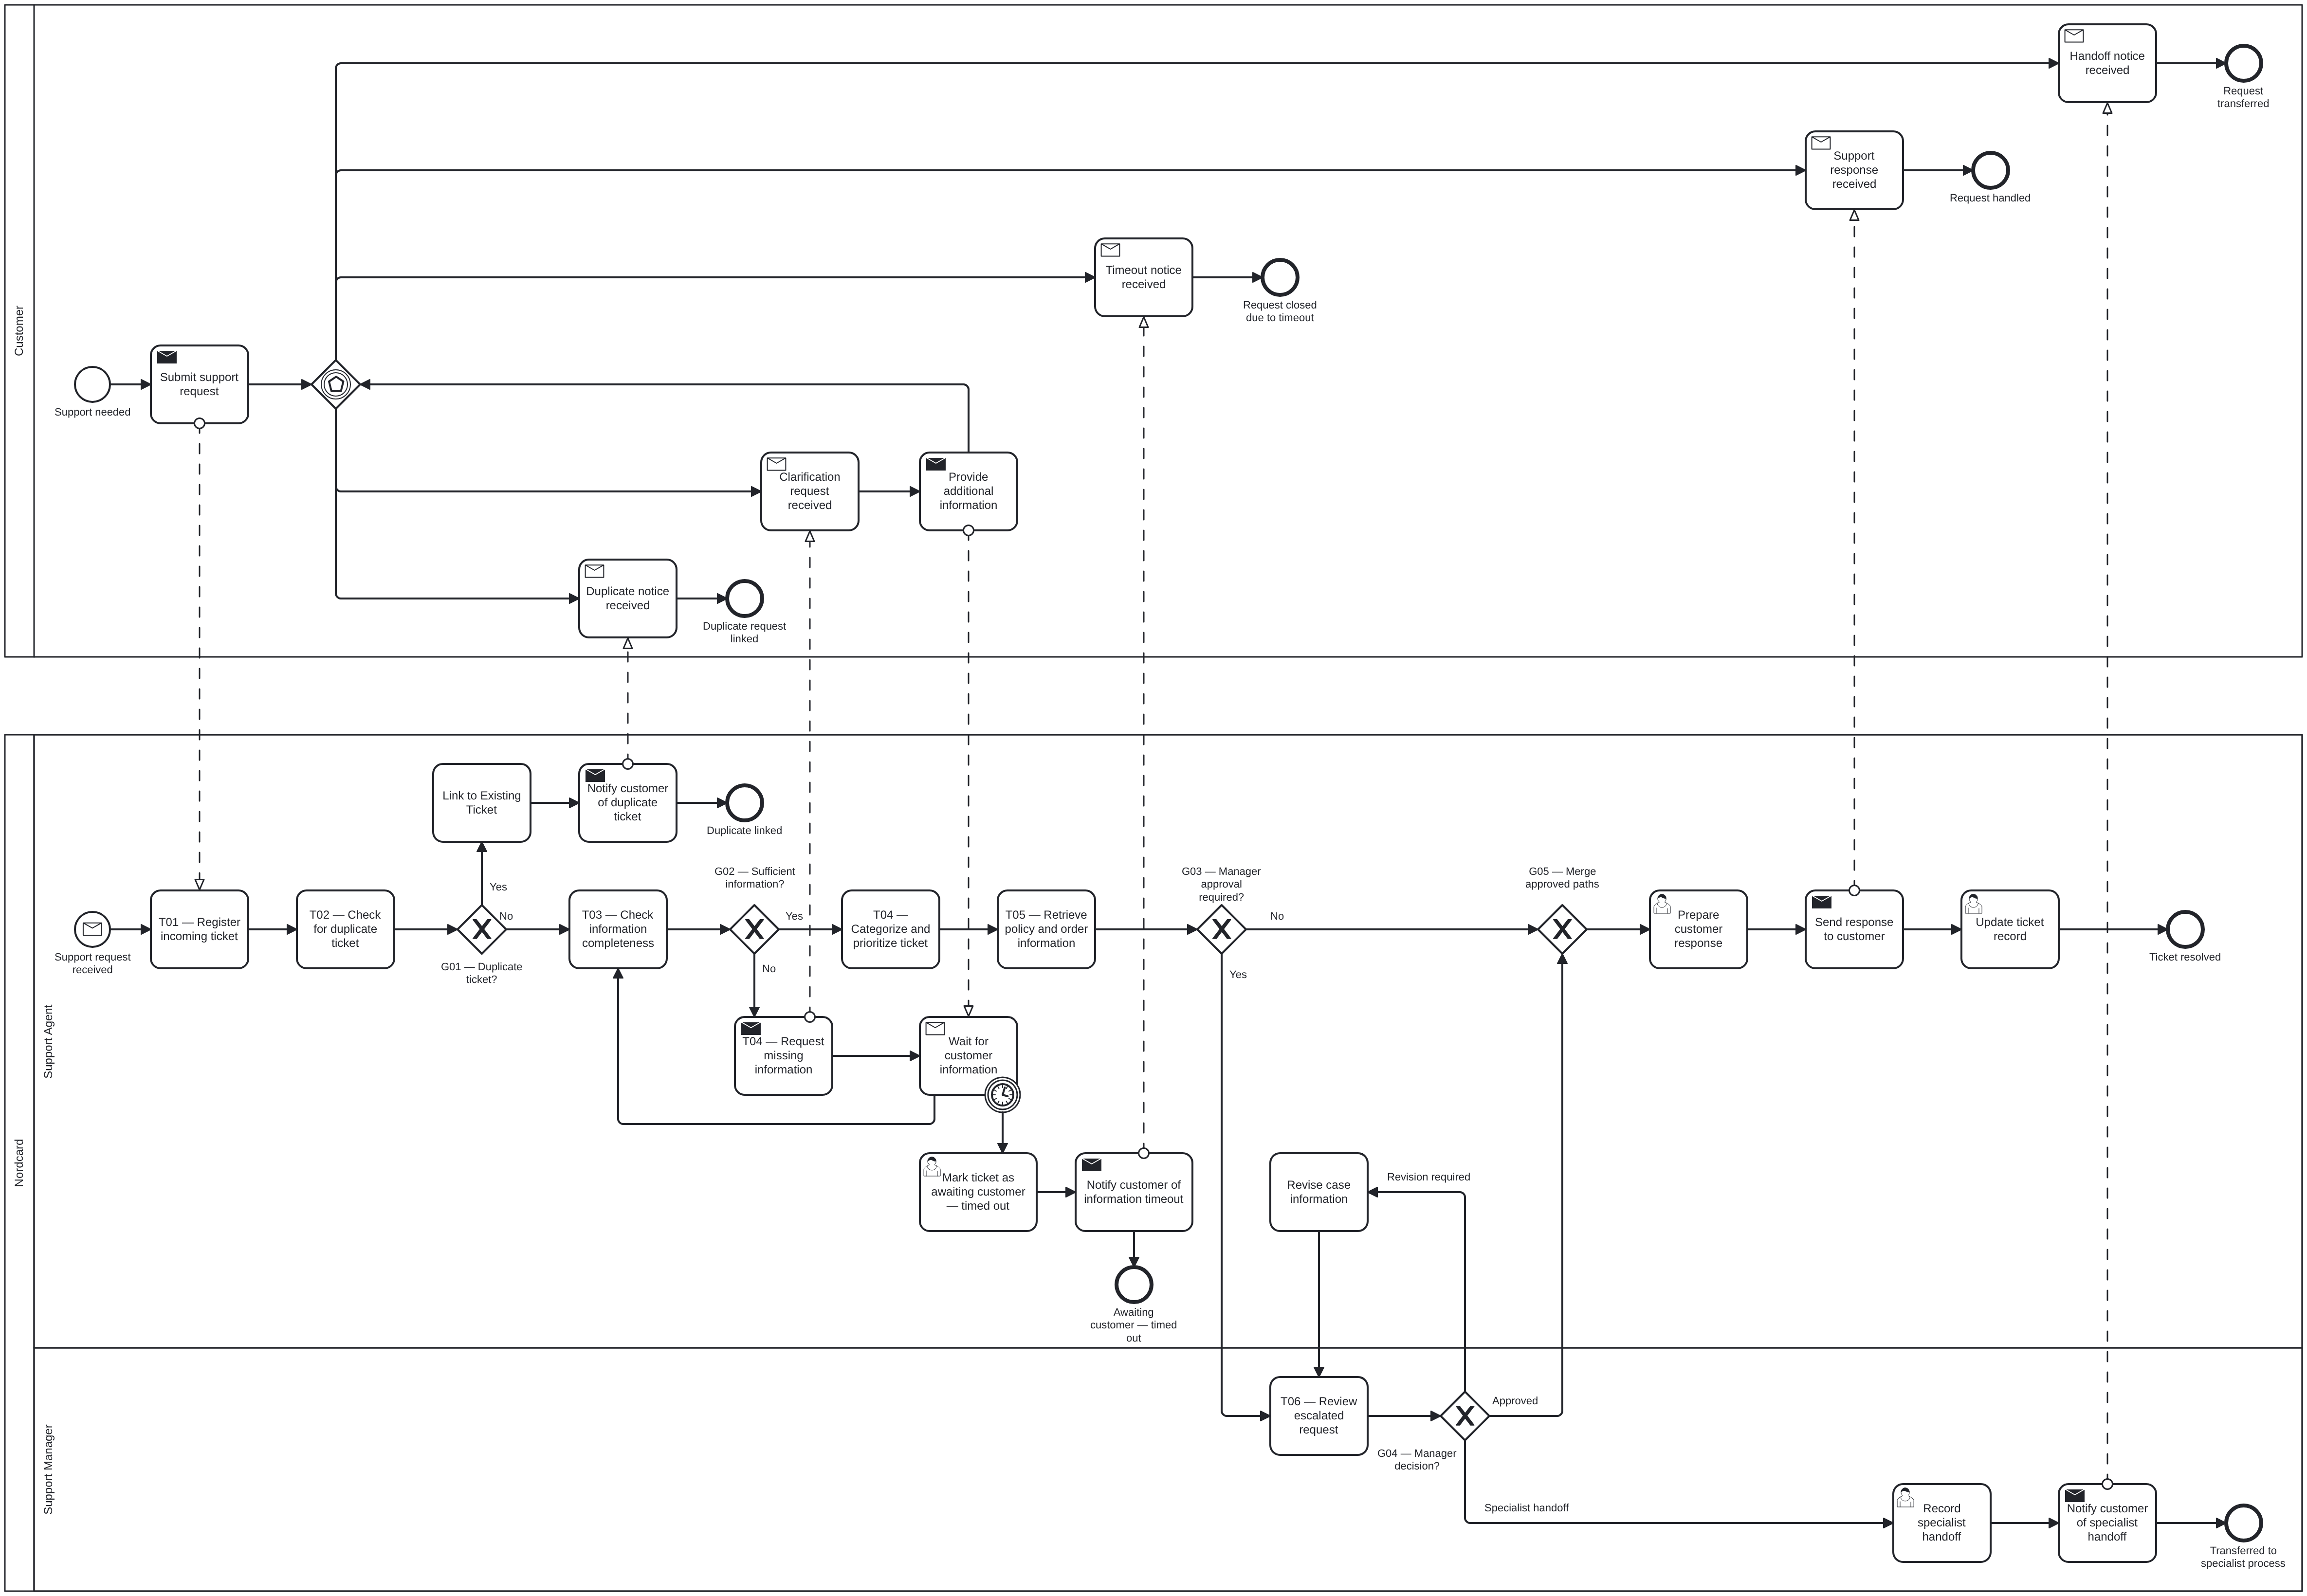 Customer
Handoff notice
received
Request
transferred
Support
response
received
Request handled
Timeout notice
received
Request closed
due to timeout
Submit support
request
Support needed
Clarification
request
received
Provide
additional
information
Duplicate notice
received
Duplicate request
linked
Nordcard
Support Agent
Link to Existing
Ticket
Notify customer
of duplicate
ticket
Duplicate linked
Yes
Support request
received
T01 — Register
incoming ticket
T02 — Check
for duplicate
ticket
No
G01 — Duplicate
ticket?
T03 — Check
information
completeness
G02 — Sufficient
information?
Yes
No
T04 —
Categorize and
prioritize ticket
T05 — Retrieve
policy and order
information
G03 — Manager
approval
required?
No
Yes
G05 — Merge
approved paths
Prepare
customer
response
Send response
to customer
Update ticket
record
Ticket resolved
T04 — Request
missing
information
Wait for
customer
information
Mark ticket as
awaiting customer
— timed out
Notify customer of
information timeout
Awaiting
customer — timed
out
Revise case
information
Revision required
Support Manager
T06 — Review
escalated
request
Approved
G04 — Manager
decision?
Specialist handoff
Record
specialist
handoff
Notify customer
of specialist
handoff
Transferred to
specialist process